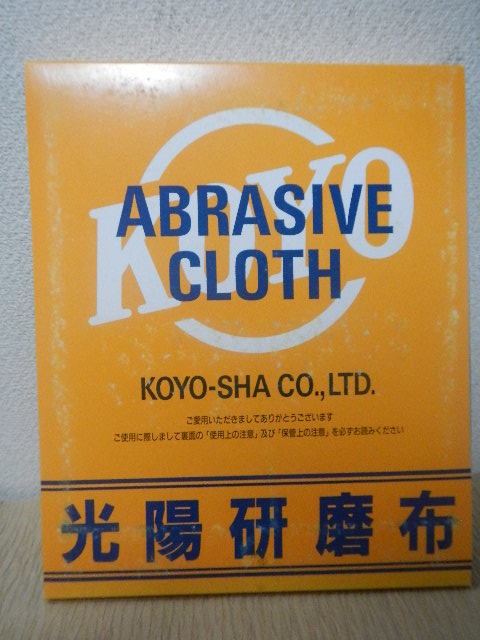 KOYO
ABRASIVE
CLOTH
KOYO-SHA CO.,LTD.
ご愛用いただきましてありがとうございます
ご使用に際しまして裏面の「使用上の注意」及び「保管上の注意」を必ずお読みください
光陽研磨布